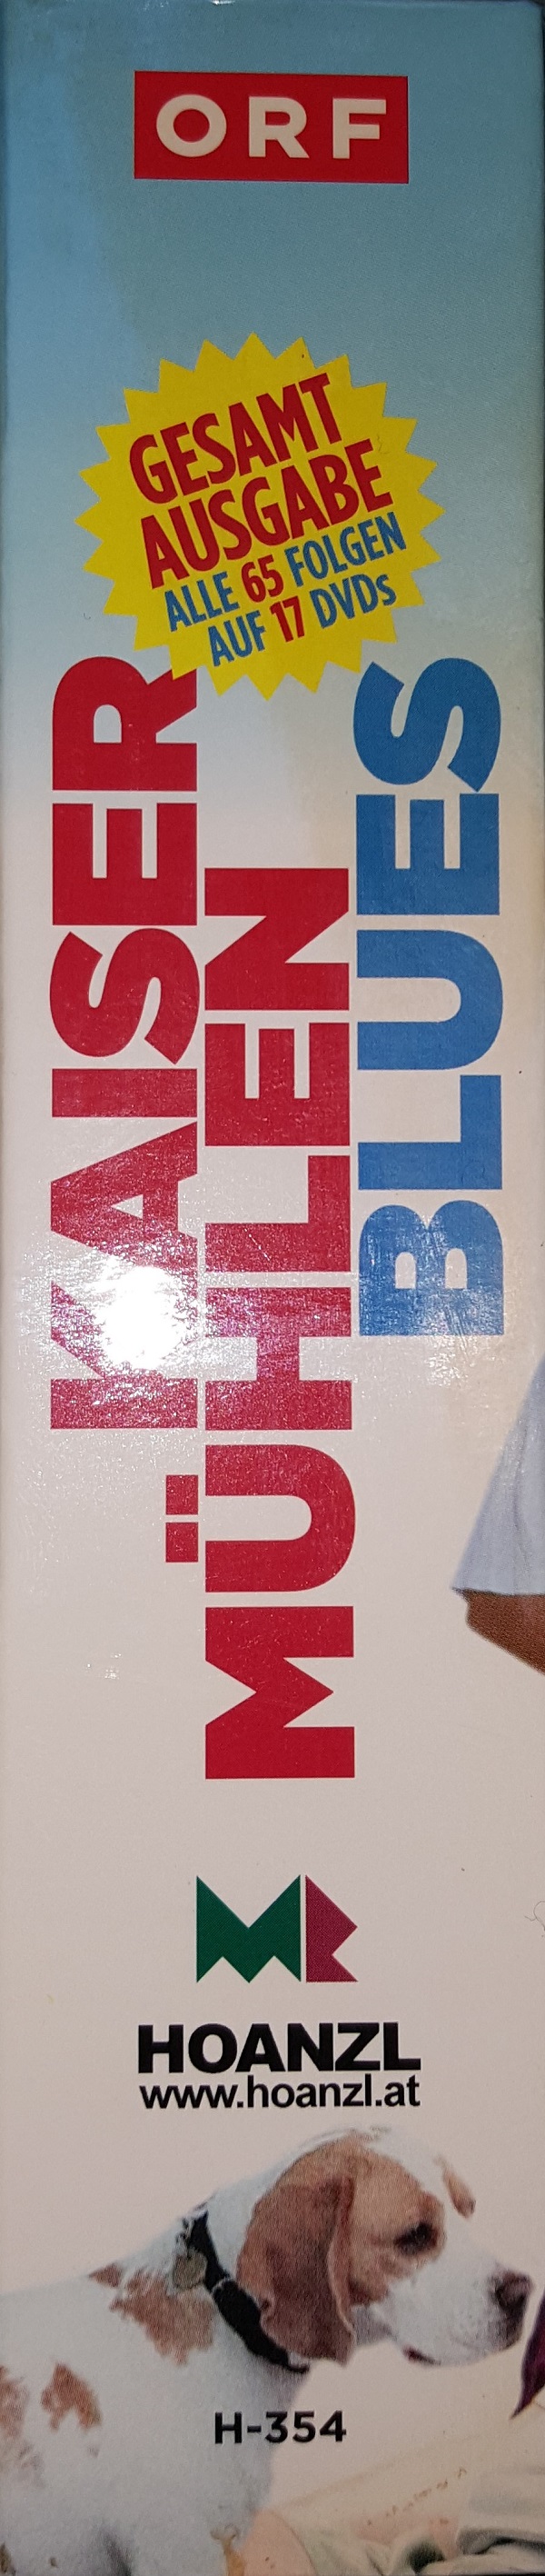 ORF
GESAMT
AUSGABE
ALLE 65 FOLGEN
AUF 17 DVDs
KAISER
MÜHLEN
BLUES
HOANZL
www.hoanzl.at
H-354